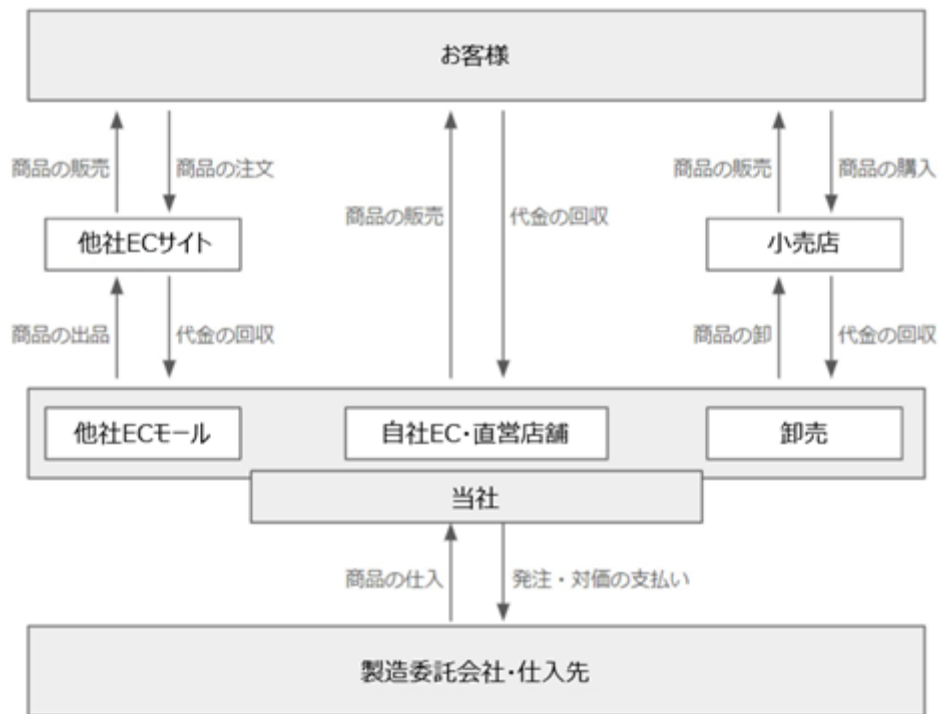 お客様
商品の販売
商品の注文
商品の販売
代金の回収
商品の販売
商品の購入
他社ECサイト
小売店
商品の出品
代金の回収
商品の卸
代金の回収
他社ECモール
自社EC・直営店舗
卸売
当社
商品の仕入
発注・対価の支払い
製造委託会社・仕入先